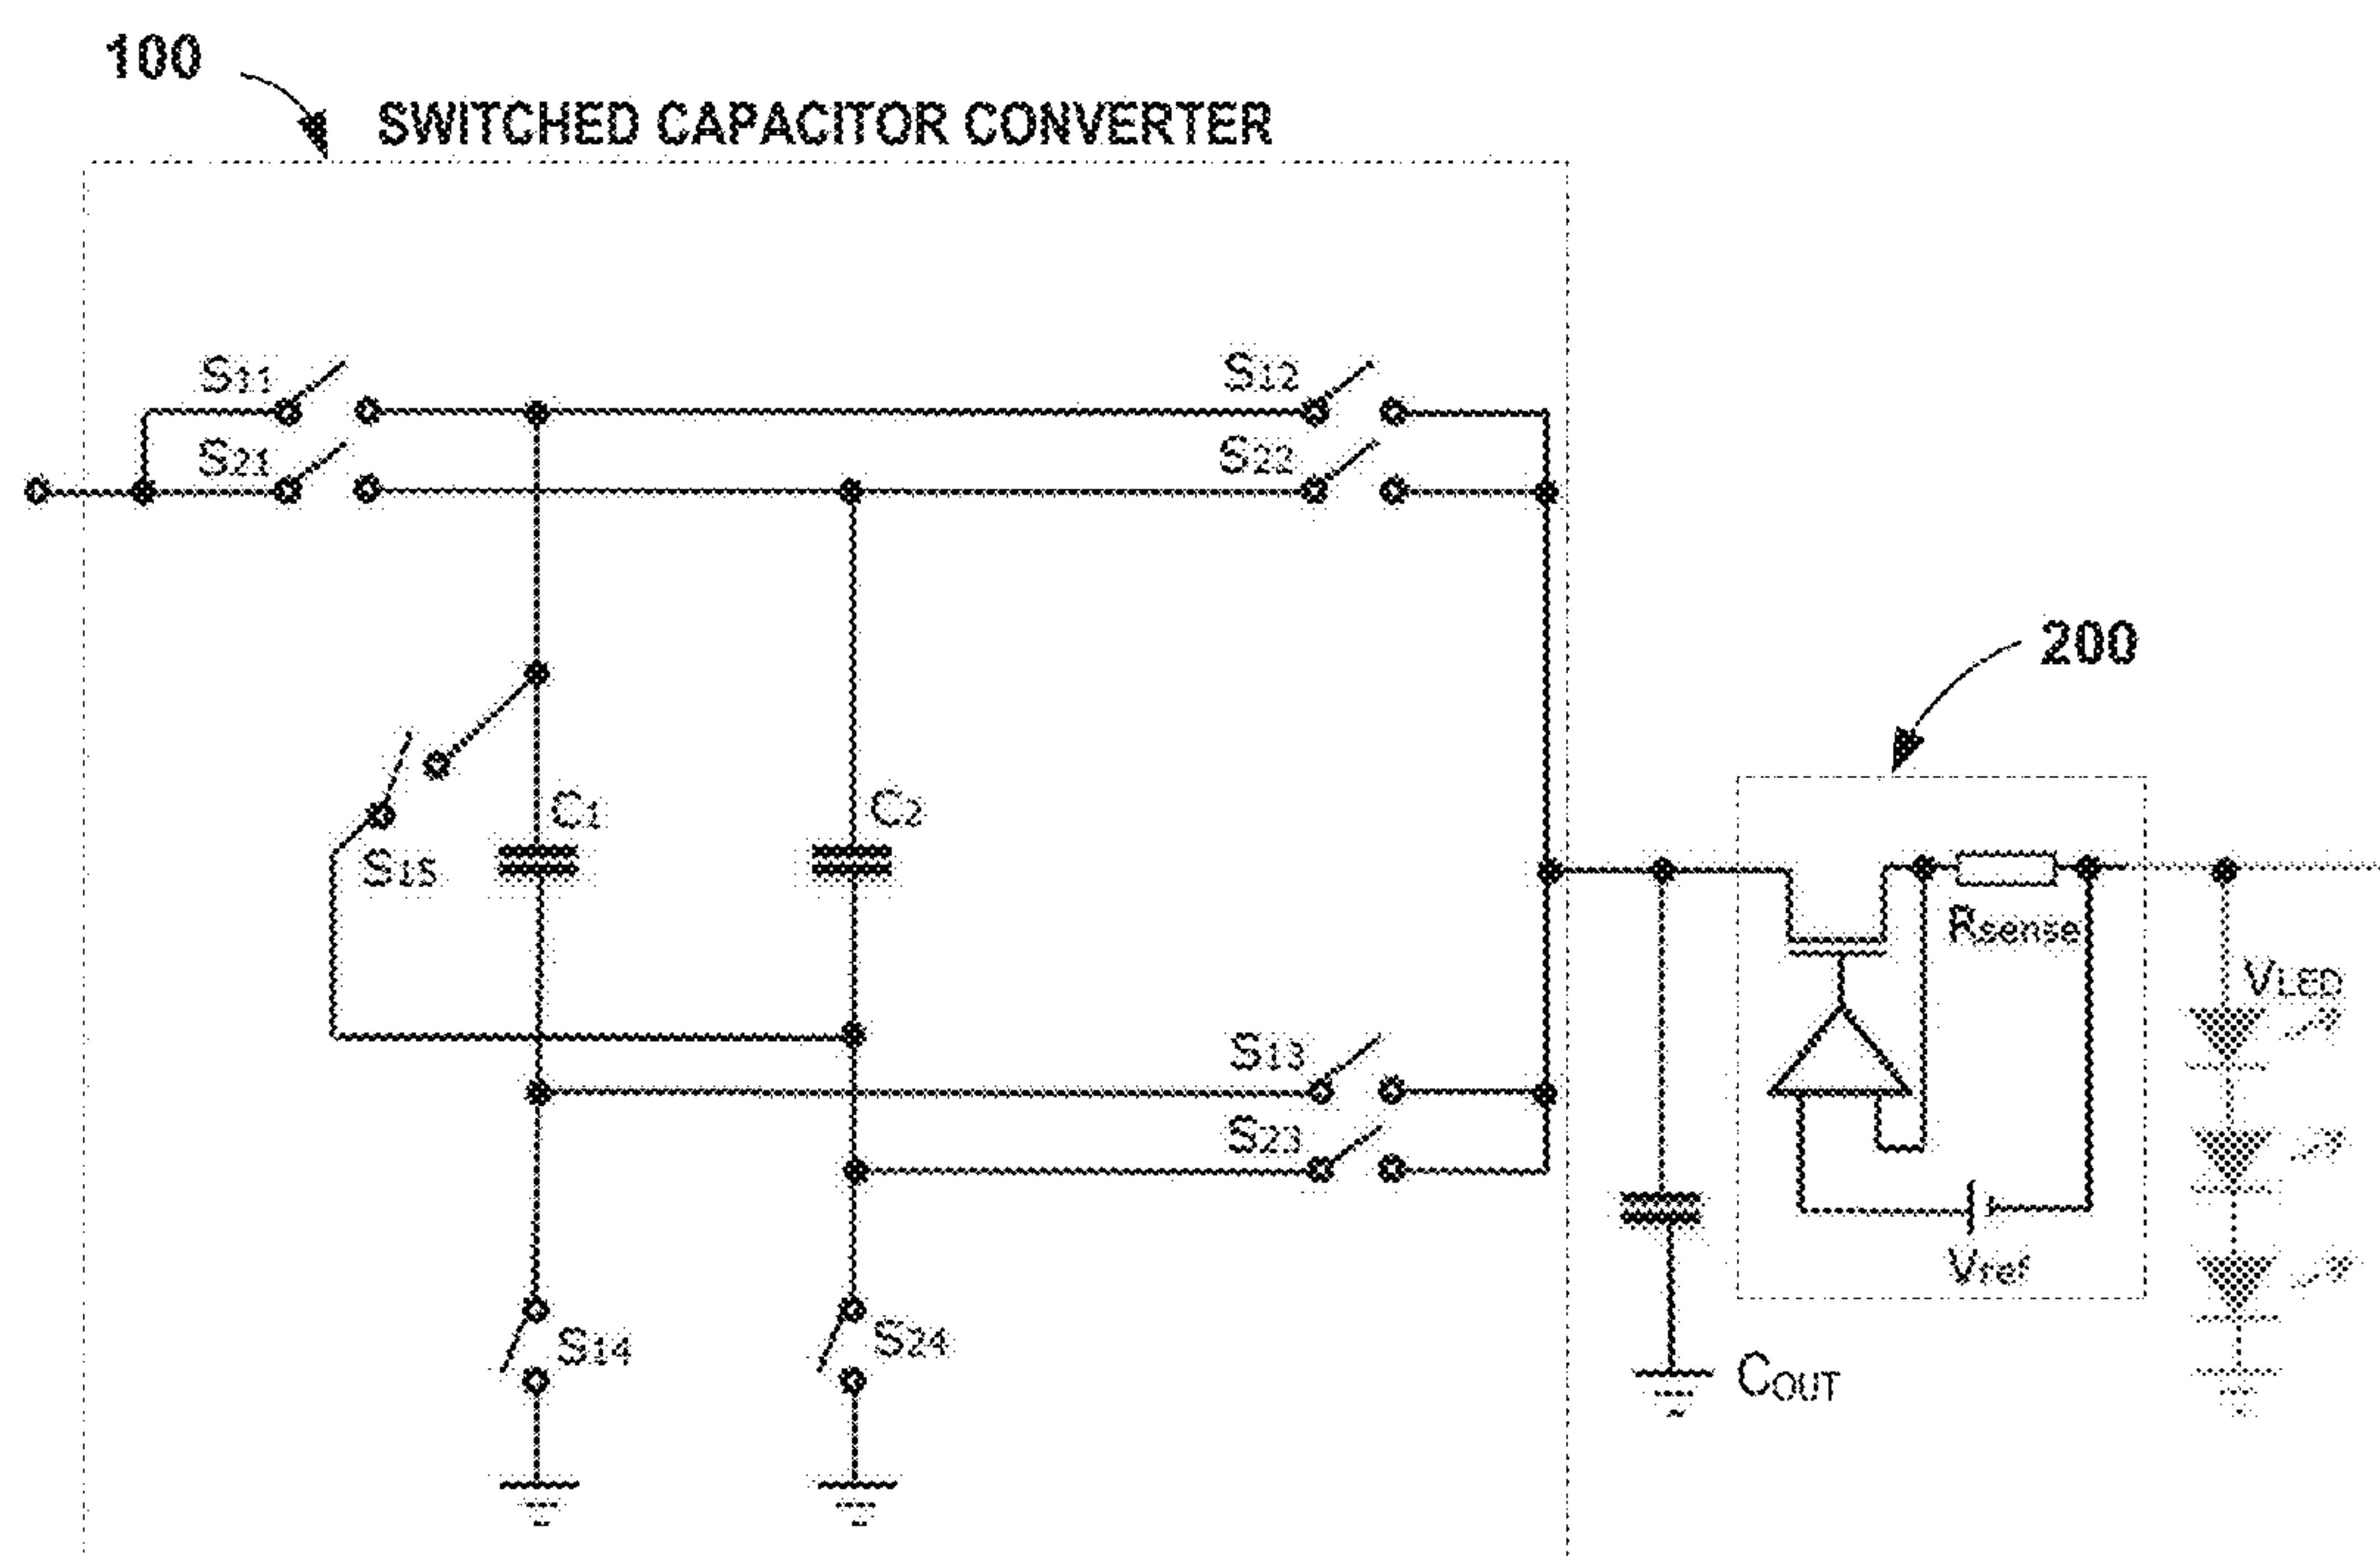 100
SWITCHED CAPACITOR CONVERTER
S11
S12
S21
S22
200
C1
C2
S15
Rsense
VLED
S13
S23
Vref
S14
S24
COUT